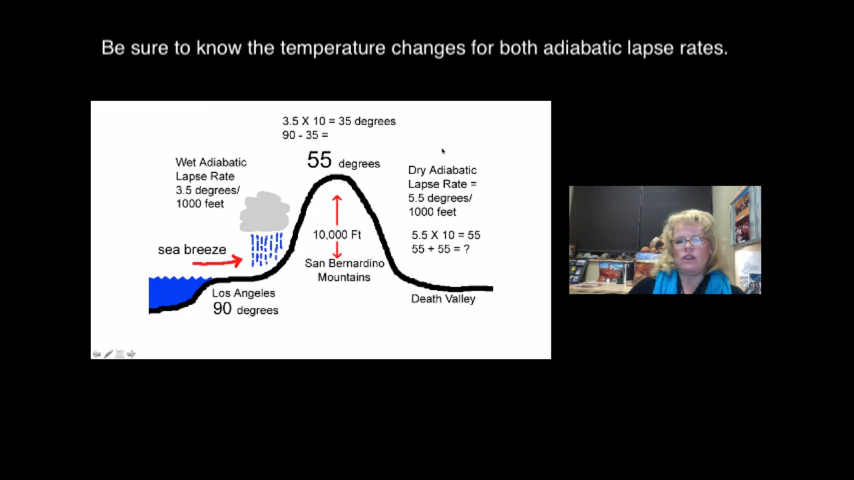 Be sure to know the temperature changes for both adiabatic lapse rates.
3.5 X 10 = 35 degrees
90 - 35 =
55 degrees
Wet Adiabatic
Lapse Rate
3.5 degrees/
1000 feet
Dry Adiabatic
Lapse Rate =
5.5 degrees/
1000 feet
5.5 X 10 = 55
55 + 55 = ?
sea breeze
10,000 Ft
San Bernardino
Mountains
Los Angeles
90 degrees
Death Valley